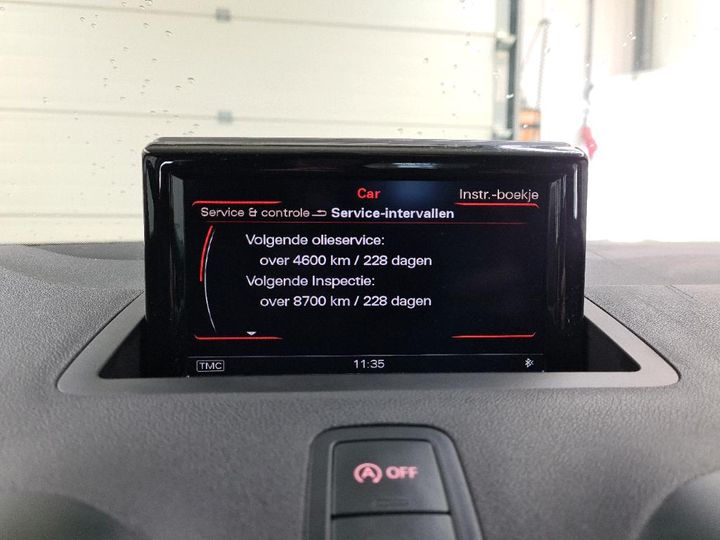 Car
Instr.-boekje
Service & controle Service-intervallen
Volgende olieservice:
over 4600 km / 228 dagen
Volgende Inspectie:
over 8700 km / 228 dagen
TMC
11:35
A OFF